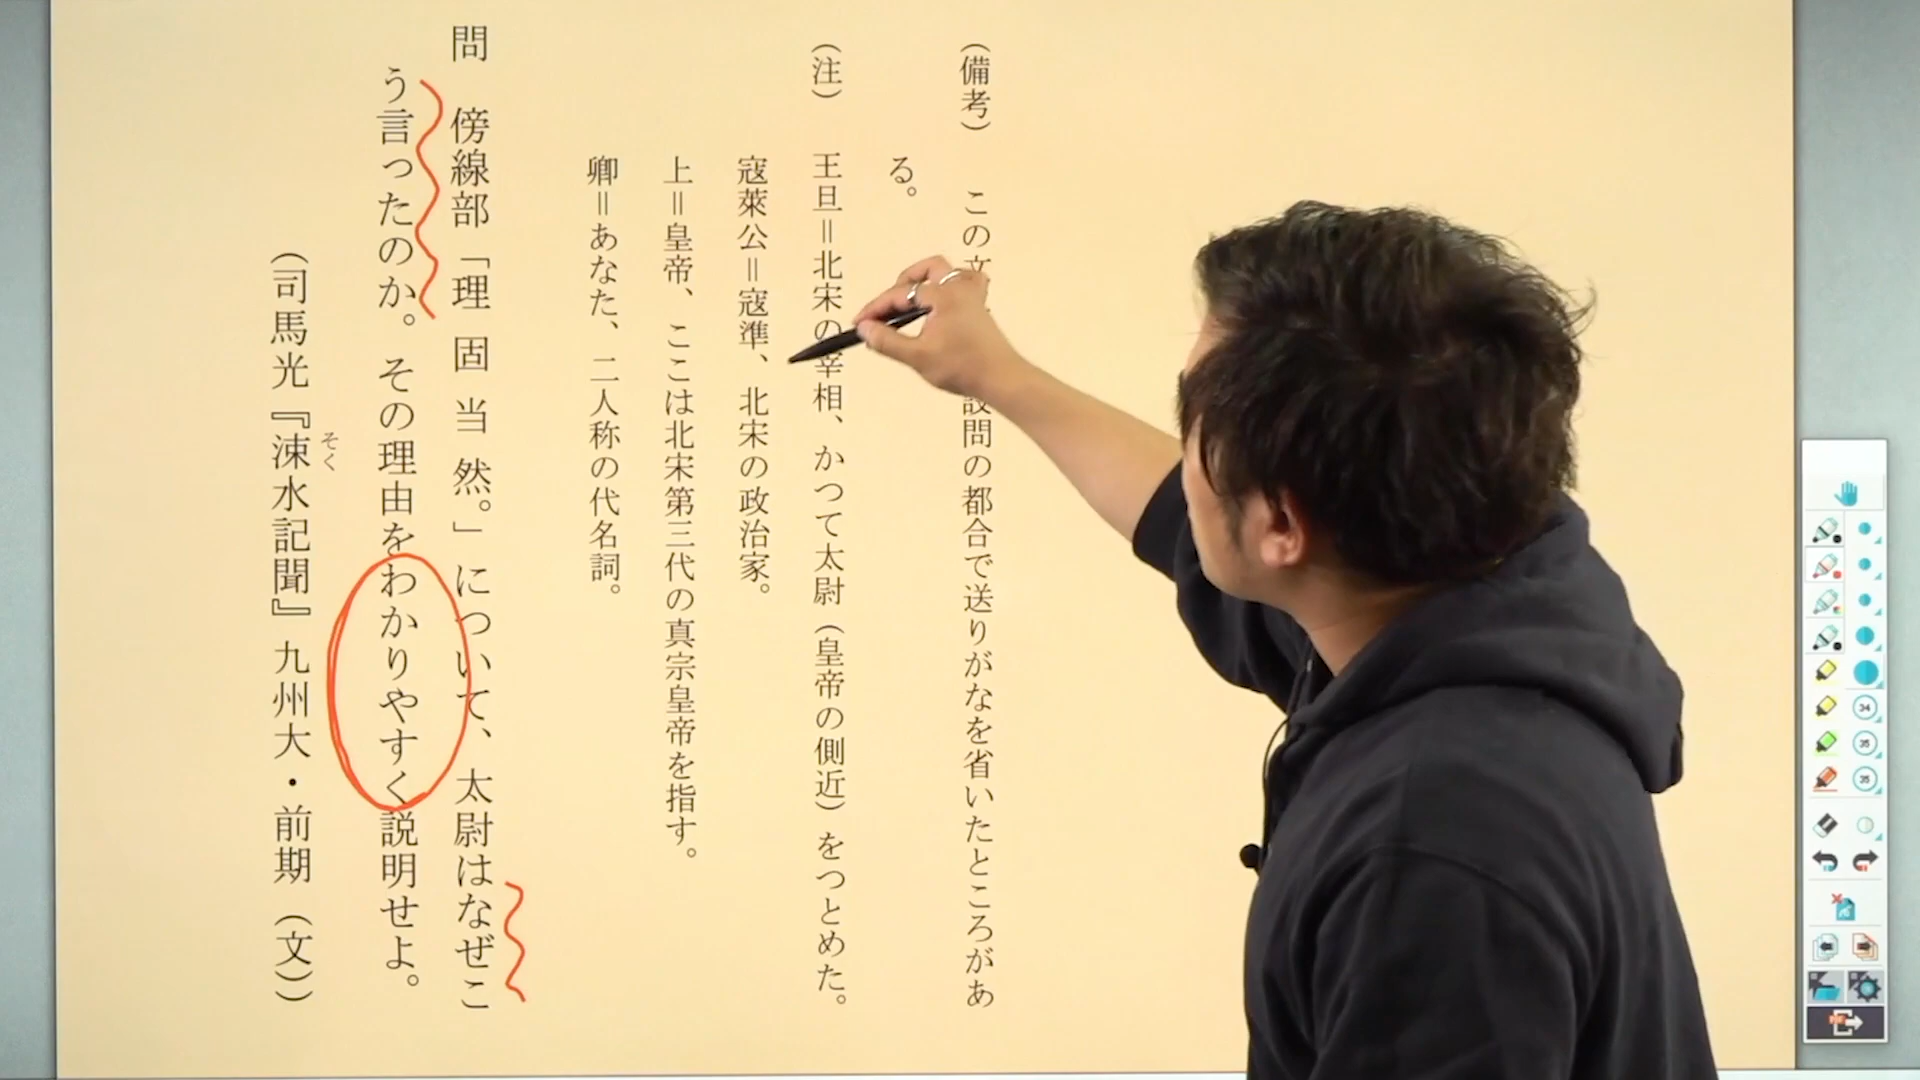 (備考) この文 設問の都合で送りがなを省いたところがあ
る。
(注) 王旦=北宋の宰相、かつて太尉(皇帝の側近)をつとめた。
寇萊公=寇準、北宋の政治家。
上=皇帝、ここは北宋第三代の真宗皇帝を指す。
卿=あなた、二人称の代名詞。
問 傍線部「理固当然。」について、太尉はなぜこ
う言ったのか。その理由をわかりやすく説明せよ。
(司馬光『涑水記聞』九州大・前期(文))
そく
34
35
35